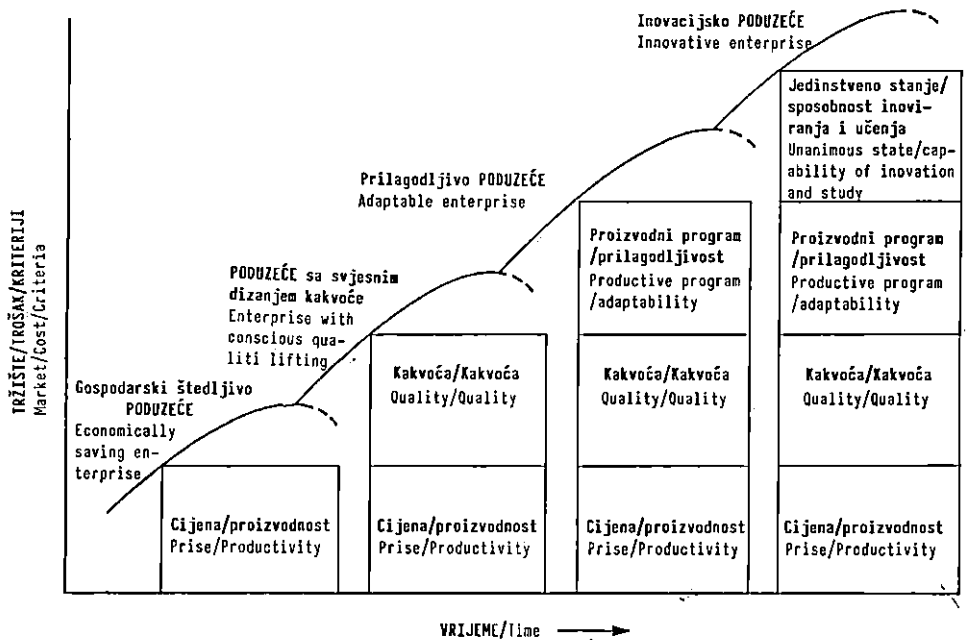 Inovacijsko PODUZEĆE
Innovative enterprise
Jedinstveno stanje/
sposobnost inovi-
ranja i učenja
Unanimous state/cap-
ability of inovation
and study
Prilagodljivo PODUZEĆE
Adaptable enterprise
Proizvodni program
/prilagodljivost
Productive program
/adaptability
Proizvodni program
/prilagodljivost
Productive program
/adaptability
PODUZEĆE sa svjesnim
dizanjem kakvoće
Enterprise with
conscious qua-
liti lifting
Kakvoća/Kakvoća
Quality/Quality
Kakvoća/Kakvoća
Quality/Quality
Kakvoća/Kakvoća
Quality/Quality
Gospodarski štedljivo
PODUZEĆE
Economically
saving en-
terprise
Cijena/proizvodnost
Prise/Productivity
Cijena/proizvodnost
Prise/Productivity
Cijena/proizvodnost
Prise/Productivity
Cijena/proizvodnost
Prise/Productivity
TRŽIŠTE/TROŠAK/KRITERIJI
Market/Cost/Criteria
VRIJEME/Time